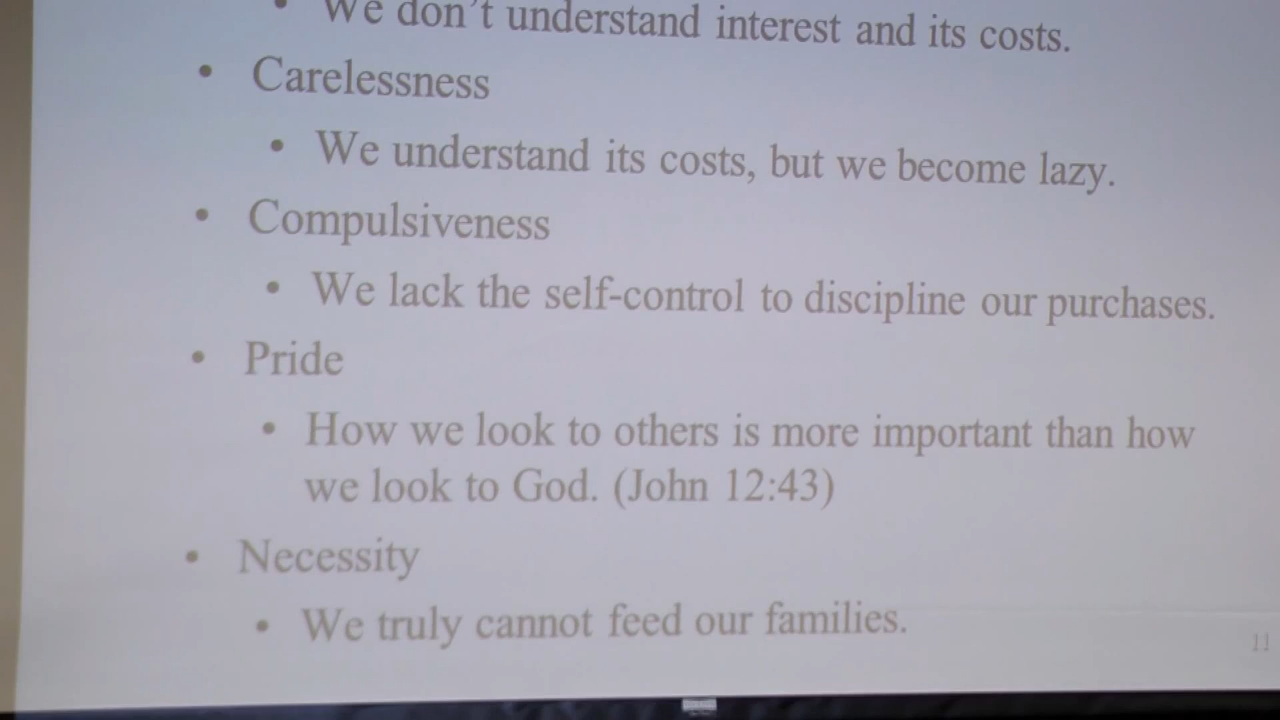 • We don't understand interest and its costs.
• Carelessness
• We understand its costs, but we become lazy.
• Compulsiveness
• We lack the self-control to discipline our purchases.
• Pride
• How we look to others is more important than how
we look to God. (John 12:43)
• Necessity
• We truly cannot feed our families.
11